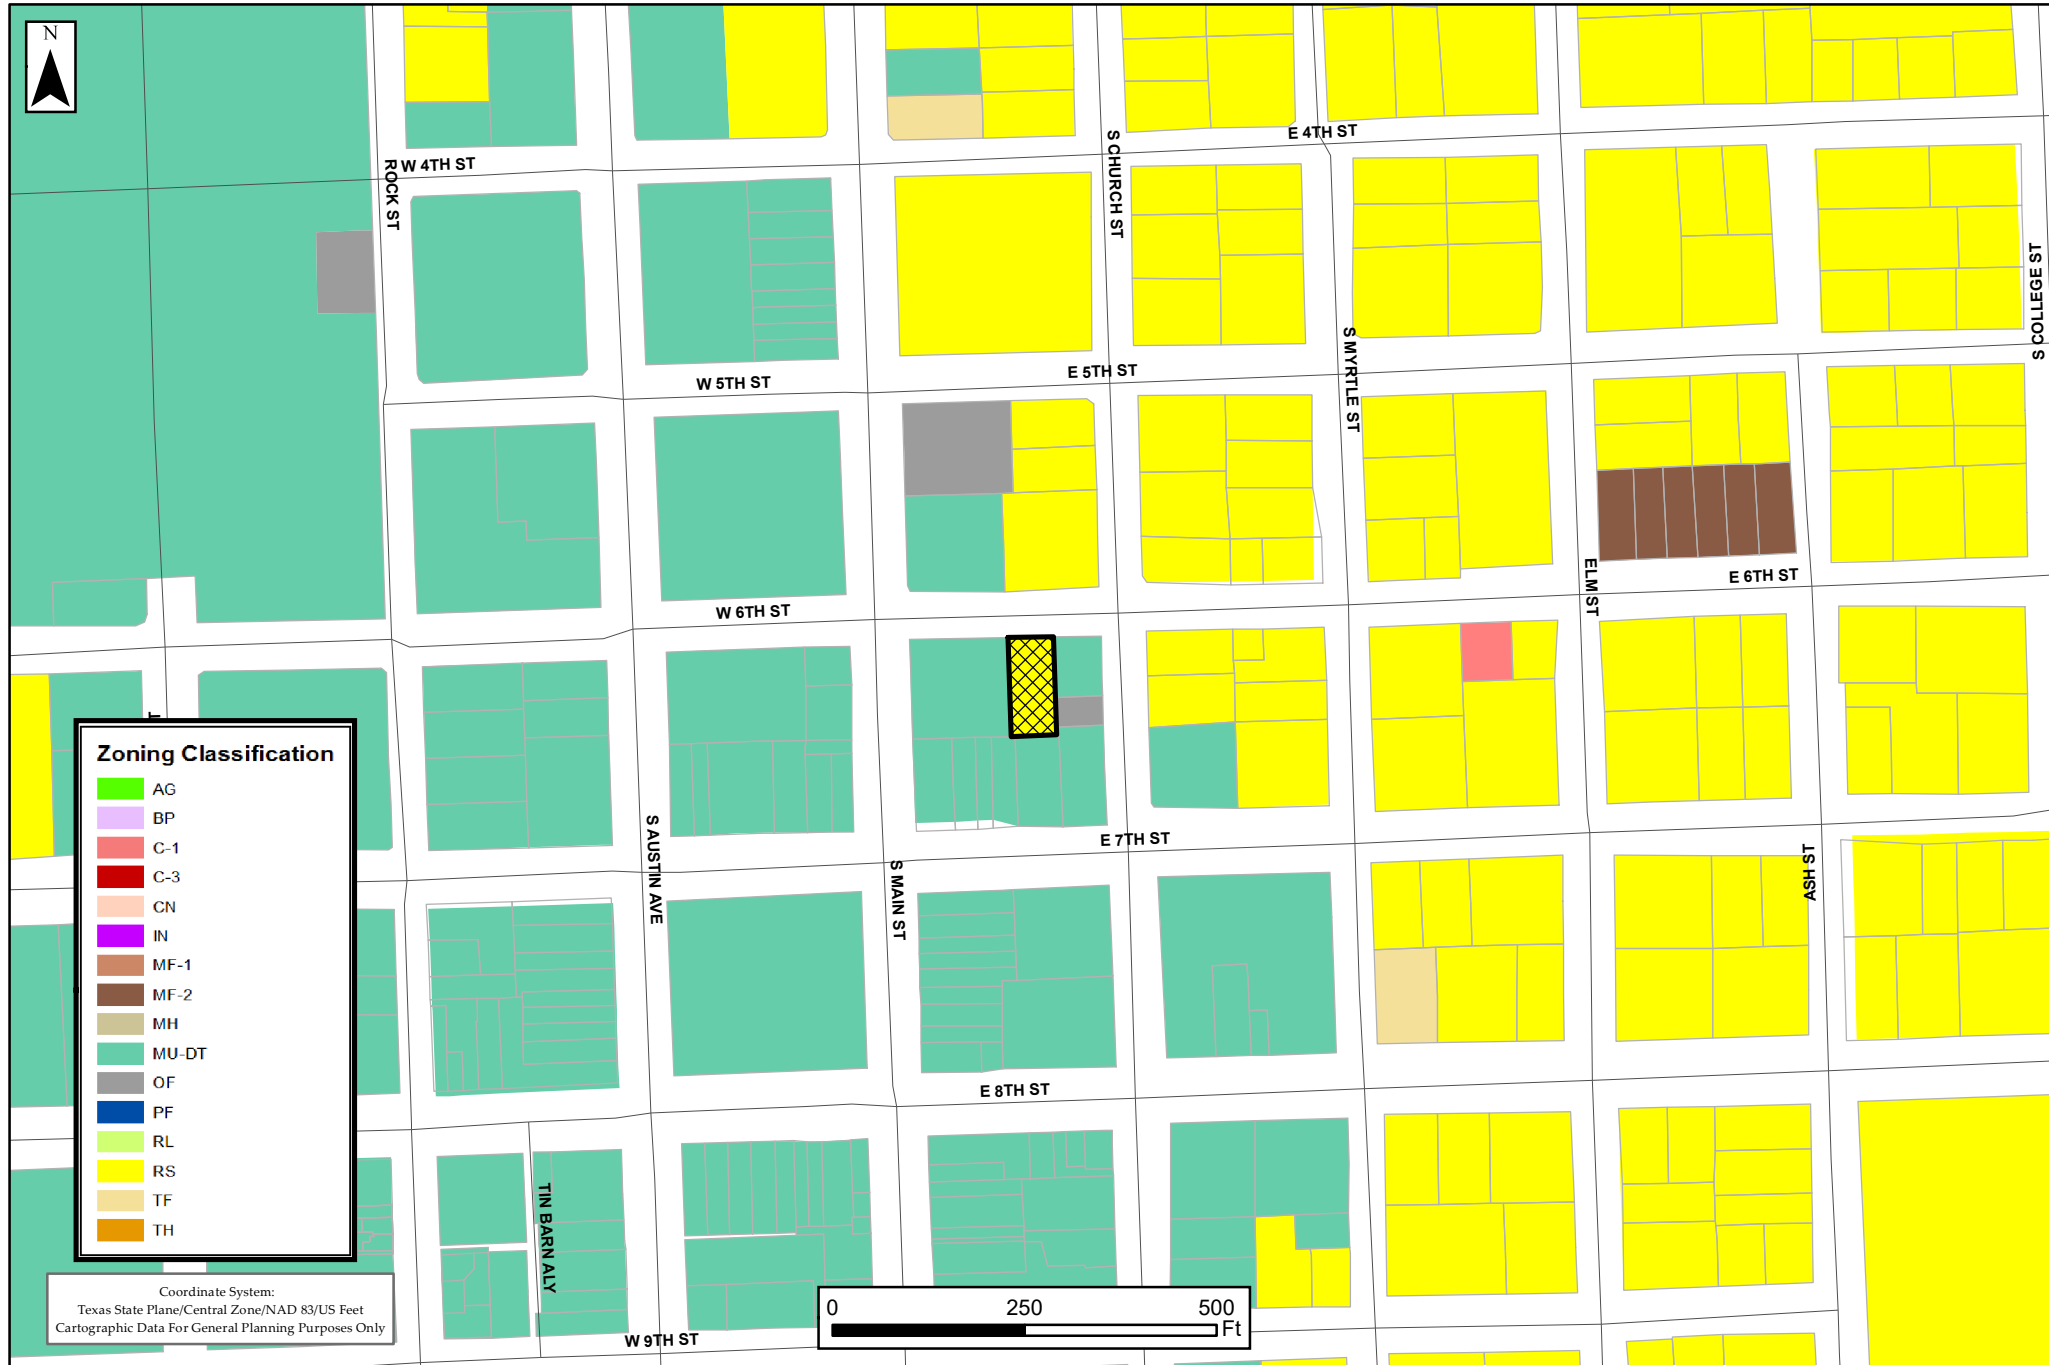 N
E 4TH ST
W 4TH ST
ROCK ST
S CHURCH ST
S COLLEGE ST
S MYRTLE ST
E 5TH ST
W 5TH ST
ELM ST
E 6TH ST
W 6TH ST
T
S AUSTIN AVE
S MAIN ST
E 7TH ST
ASH ST
E 8TH ST
TIN BARN ALY
W 9TH ST
Zoning Classification
AG
BP
C-1
C-3
CN
IN
MF-1
MF-2
MH
MU-DT
OF
PF
RL
RS
TF
TH
Coordinate System:
Texas State Plane/Central Zone/NAD 83/US Feet
Cartographic Data For General Planning Purposes Only
0 250 500
Ft